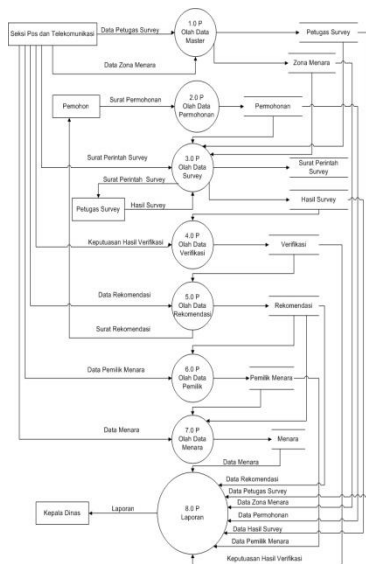 Seksi Pos dan Telekomunikasi
Data Petugas Survey
1.0 P
Olah Data
Master
Petugas Survey
Data Zona Menara
Zona Menara
Pemohon
Surat Permohonan
2.0 P
Olah Data
Permohonan
Permohonan
Surat Perintah Survey
3.0 P
Olah Data
Survey
Surat Perintah
Survey
Surat Perintah Survey
Petugas Survey
Hasil Survey
Hasil Survey
Keputuasan Hasil Verifikasi
4.0 P
Olah Data
Verifikasi
Verifikasi
Data Rekomendasi
5.0 P
Olah Data
Rekomendasi
Rekomendasi
Surat Rekomendasi
Data Pemilik Menara
6.0 P
Olah Data
Pemilik
Pemilik Menara
Data Menara
7.0 P
Olah Data
Menara
Menara
Data Menara
Data Rekomendasi
Data Petugas Survey
Data Zona Menara
Data Permohonan
Data Hasil Survey
Data Pemilik Menara
Keputuasan Hasil Verifikasi
8.0 P
Laporan
Laporan
Kepala Dinas